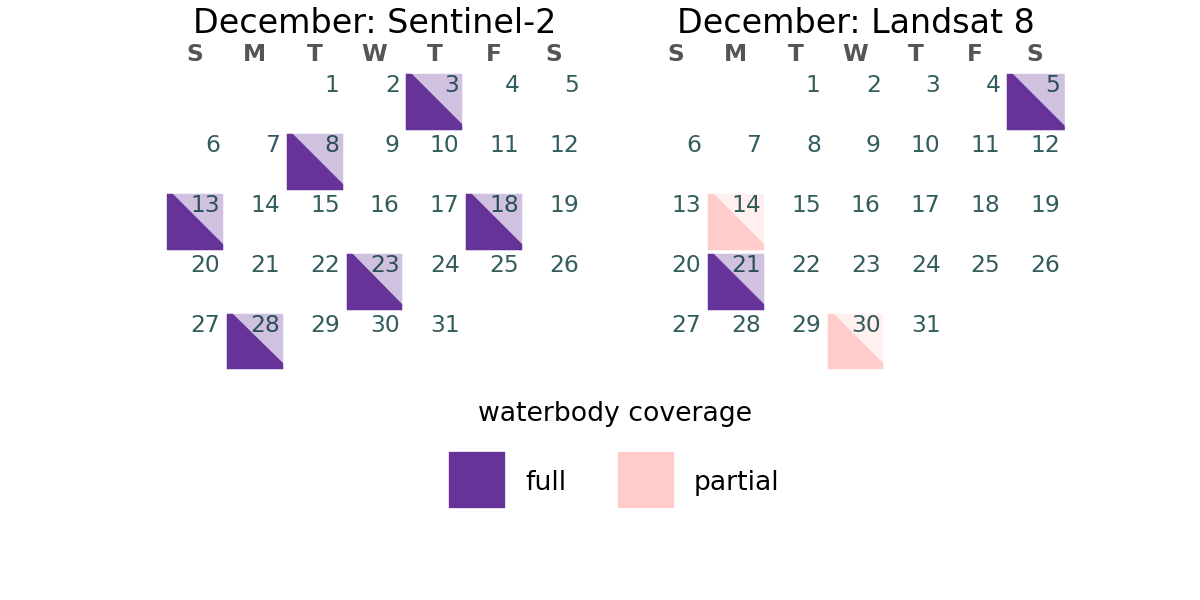 December: Sentinel-2
S M T W T F S
1 2 3 4 5
6 7 8 9 10 11 12
13 14 15 16 17 18 19
20 21 22 23 24 25 26
27 28 29 30 31
December: Landsat 8
S M T W T F S
1 2 3 4 5
6 7 8 9 10 11 12
13 14 15 16 17 18 19
20 21 22 23 24 25 26
27 28 29 30 31
waterbody coverage
full
partial